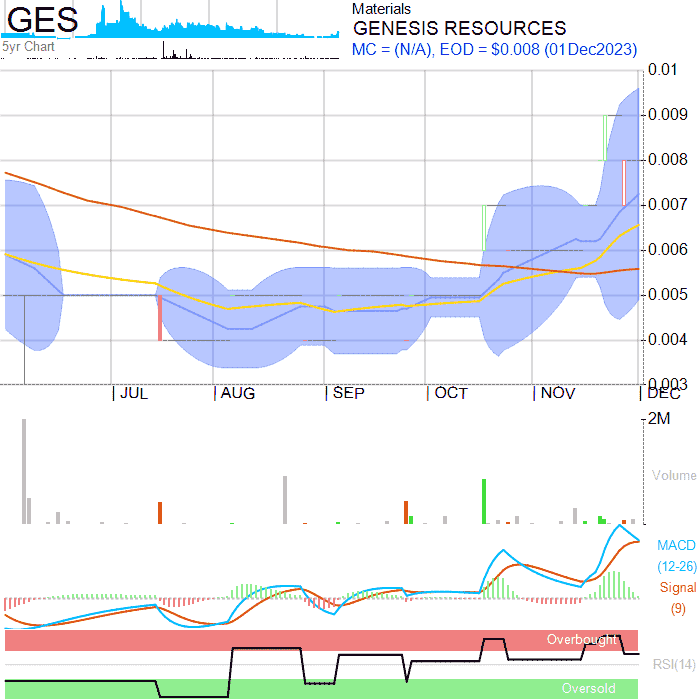 GES
5yr Chart
Materials
GENESIS RESOURCES
MC = (N/A), EOD = $0.008 (01Dec2023)
0.01
0.009
0.008
0.007
0.006
0.005
0.004
0.003
JUL
AUG
SEP
OCT
NOV
DEC
2M
Volume
MACD
(12-26)
Signal
(9)
Overbought
RSI(14)
Oversold